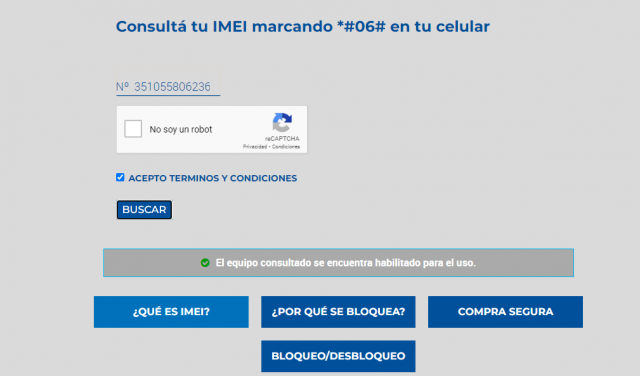 Consultá tu IMEI marcando *#06# en tu celular
Nº 351055806236
No soy un robot
reCAPTCHA
Privacidad - Condiciones
ACEPTO TERMINOS Y CONDICIONES
BUSCAR
El equipo consultado se encuentra habilitado para el uso.
¿QUÉ ES IMEI?
¿POR QUÉ SE BLOQUEA?
COMPRA SEGURA
BLOQUEO/DESBLOQUEO